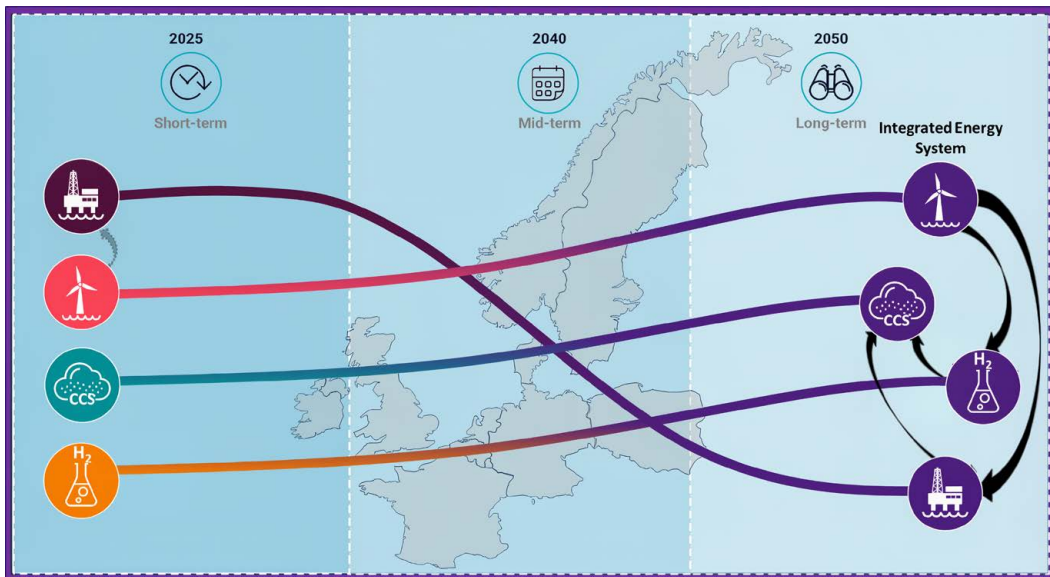 2025
2040
2050
Short-term
Mid-term
Long-term
Integrated Energy
System
CCS
H2
CCS
H2